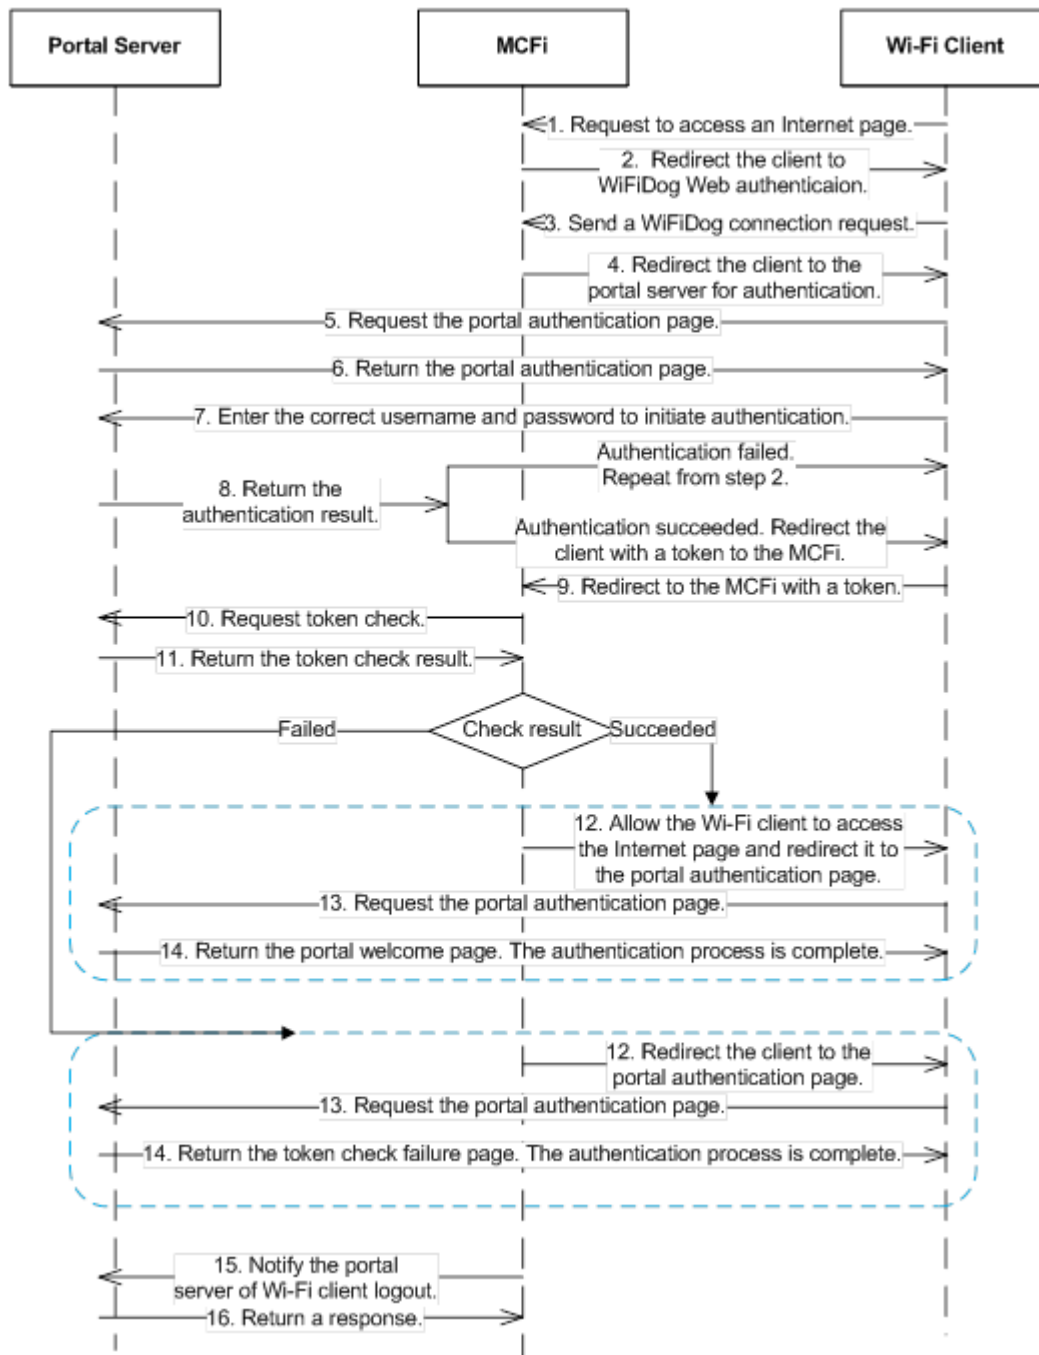 Portal Server
MCFi
Wi-Fi Client
1. Request to access an Internet page.
2. Redirect the client to
WiFiDog Web authenticaion.
3. Send a WiFiDog connection request.
4. Redirect the client to the
portal server for authentication.
5. Request the portal authentication page.
6. Return the portal authentication page.
7. Enter the correct username and password to initiate authentication.
Authentication failed.
Repeat from step 2.
8. Return the
authentication result.
Authentication succeeded. Redirect the
client with a token to the MCFi.
9. Redirect to the MCFi with a token.
10. Request token check.
11. Return the token check result.
Failed
Check result
Succeeded
12. Allow the Wi-Fi client to access
the Internet page and redirect it to
the portal authentication page.
13. Request the portal authentication page.
14. Return the portal welcome page. The authentication process is complete.
12. Redirect the client to the
portal authentication page.
13. Request the portal authentication page.
14. Return the token check failure page. The authentication process is complete.
15. Notify the portal
server of Wi-Fi client logout.
16. Return a response.